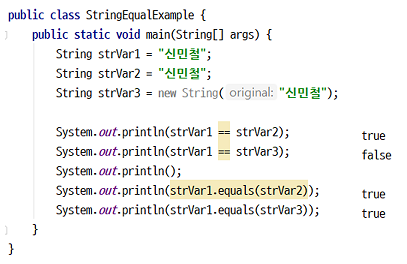 public class StringEqualExample {
public static void main(String[] args) {
String strVar1 = "신민철";
String strVar2 = "신민철";
String strVar3 = new String( original: "신민철");
System.out.println(strVar1 == strVar2); true
System.out.println(strVar1 == strVar3); false
System.out.println();
System.out.println(strVar1.equals(strVar2)); true
System.out.println(strVar1.equals(strVar3)); true
}
}